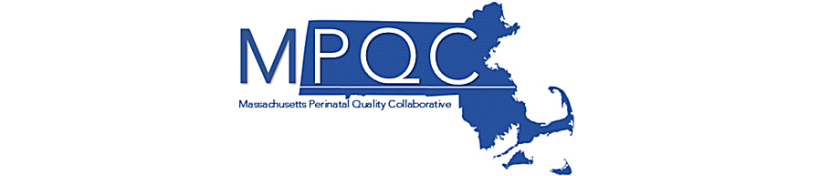 MPQC
Massachusetts Perinatal Quality Collaborative